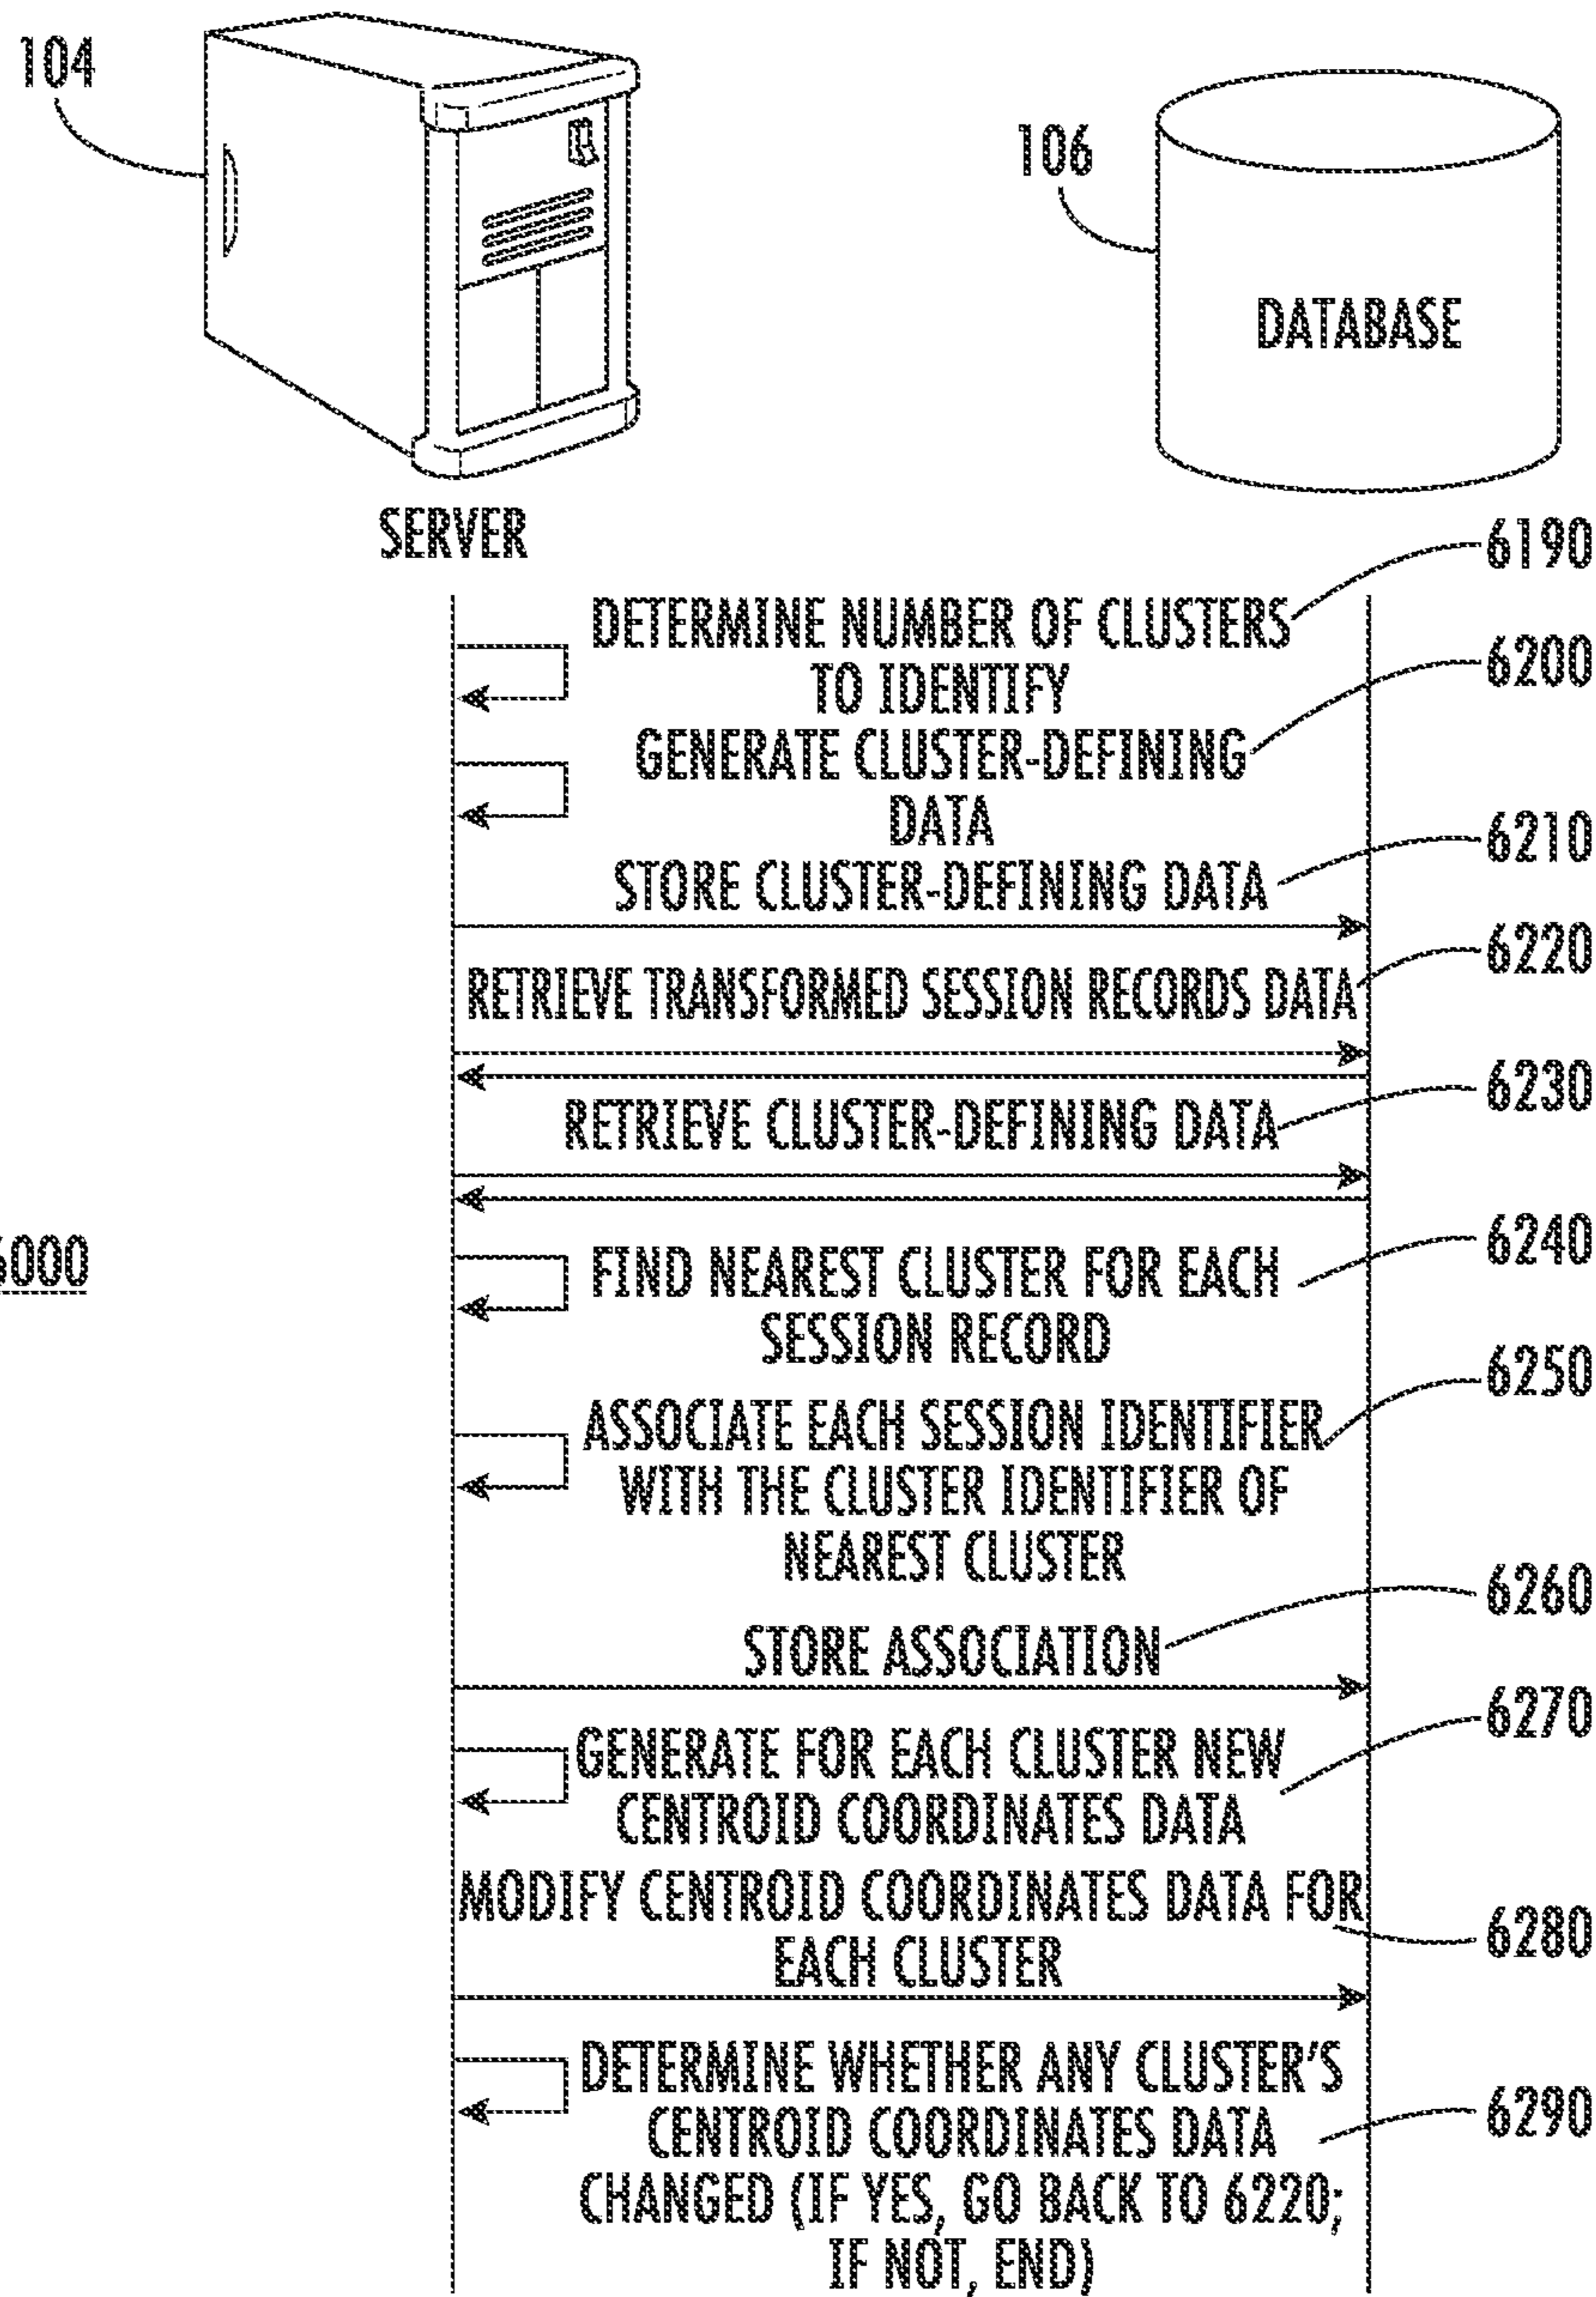 104
106
DATABASE
SERVER
6190
DETERMINE NUMBER OF CLUSTERS
TO IDENTIFY
6200
GENERATE CLUSTER-DEFINING
DATA
6210
STORE CLUSTER-DEFINING DATA
6220
RETRIEVE TRANSFORMED SESSION RECORDS DATA
6230
RETRIEVE CLUSTER-DEFINING DATA
6000
6240
FIND NEAREST CLUSTER FOR EACH
SESSION RECORD
6250
ASSOCIATE EACH SESSION IDENTIFIER
WITH THE CLUSTER IDENTIFIER OF
NEAREST CLUSTER
6260
STORE ASSOCIATION
6270
GENERATE FOR EACH CLUSTER NEW
CENTROID COORDINATES DATA
MODIFY CENTROID COORDINATES DATA FOR
EACH CLUSTER
6280
DETERMINE WHETHER ANY CLUSTER'S
CENTROID COORDINATES DATA
6290
CHANGED (IF YES, GO BACK TO 6220;
IF NOT, END)